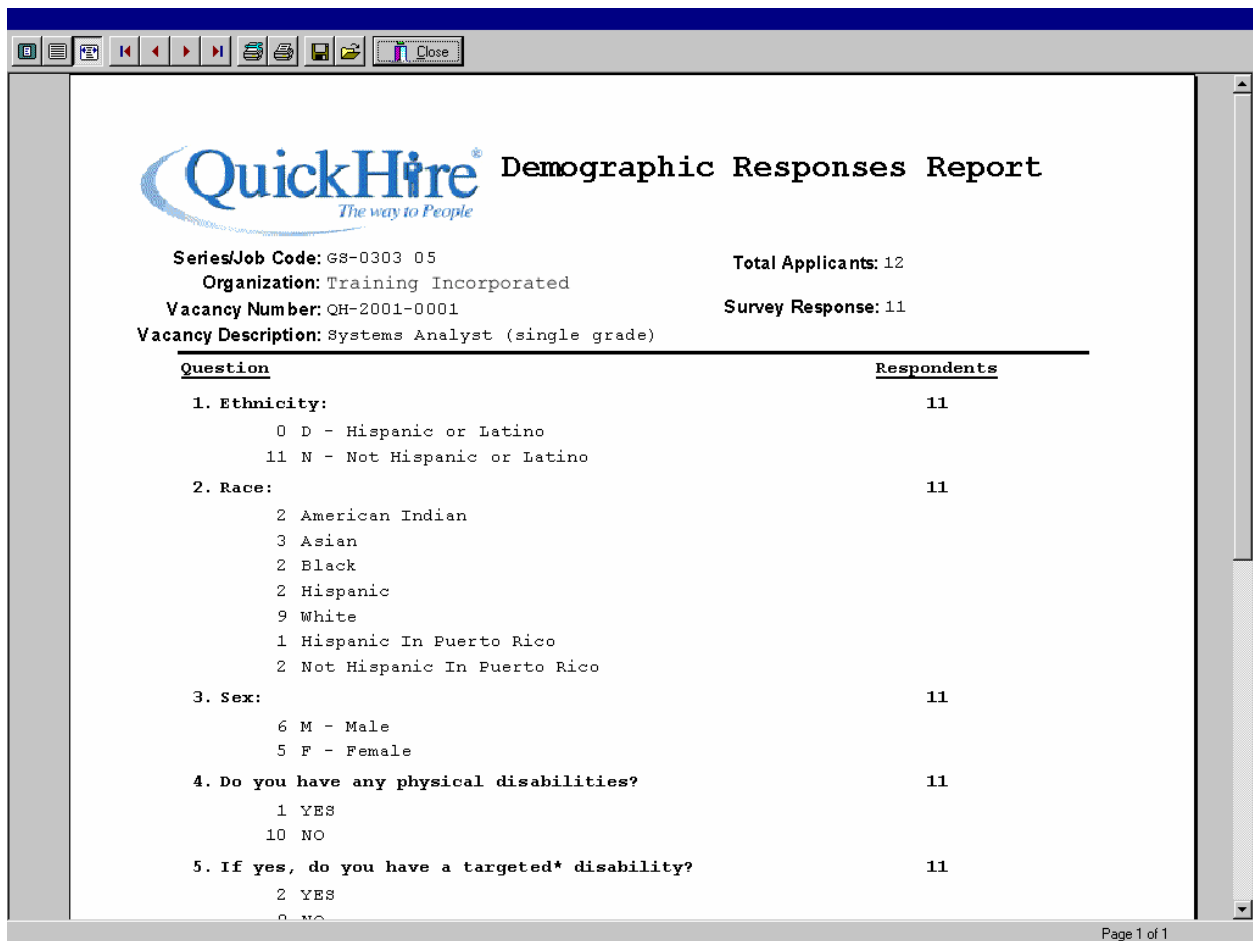 Close
QuickHire® Demographic Responses Report
The way to People
Series/Job Code: GS-0303 05
Total Applicants: 12
Organization: Training Incorporated
Vacancy Number: QH-2001-0001
Survey Response: 11
Vacancy Description: Systems Analyst (single grade)
Question Respondents
1. Ethnicity: 11
0 D - Hispanic or Latino
11 N - Not Hispanic or Latino
2. Race: 11
2 American Indian
3 Asian
2 Black
2 Hispanic
9 White
1 Hispanic In Puerto Rico
2 Not Hispanic In Puerto Rico
3. Sex: 11
6 M - Male
5 F - Female
4. Do you have any physical disabilities? 11
1 YES
10 NO
5. If yes, do you have a targeted* disability? 11
2 YES
NO
Page 1 of 1